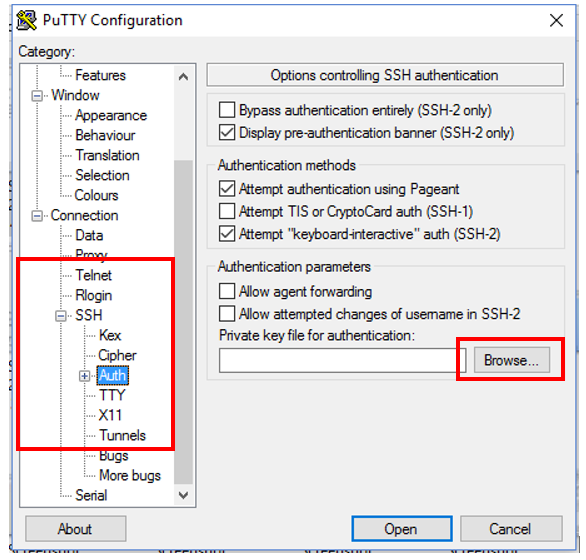 PuTTY Configuration
Category:
Features
Window
Appearance
Behaviour
Translation
Selection
Colours
Connection
Data
Proxy
Telnet
Rlogin
SSH
Kex
Cipher
Auth
TTY
X11
Tunnels
Bugs
More bugs
Serial
Options controlling SSH authentication
Bypass authentication entirely (SSH-2 only)
Display pre-authentication banner (SSH-2 only)
Authentication methods
Attempt authentication using Pageant
Attempt TIS or CryptoCard auth (SSH-1)
Attempt "keyboard-interactive" auth (SSH-2)
Authentication parameters
Allow agent forwarding
Allow attempted changes of username in SSH-2
Private key file for authentication:
Browse...
About
Open
Cancel